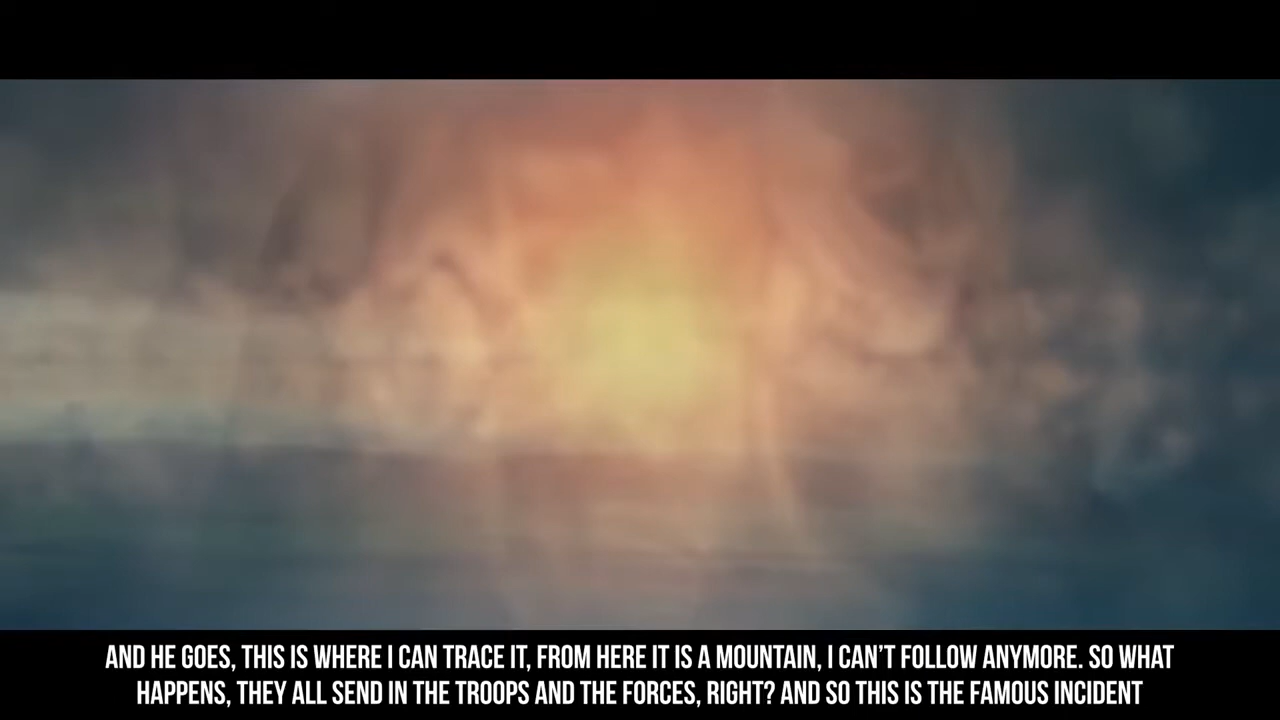 AND HE GOES, THIS IS WHERE I CAN TRACE IT, FROM HERE IT IS A MOUNTAIN, I CAN'T FOLLOW ANYMORE. SO WHAT
HAPPENS, THEY ALL SEND IN THE TROOPS AND THE FORCES, RIGHT? AND SO THIS IS THE FAMOUS INCIDENT